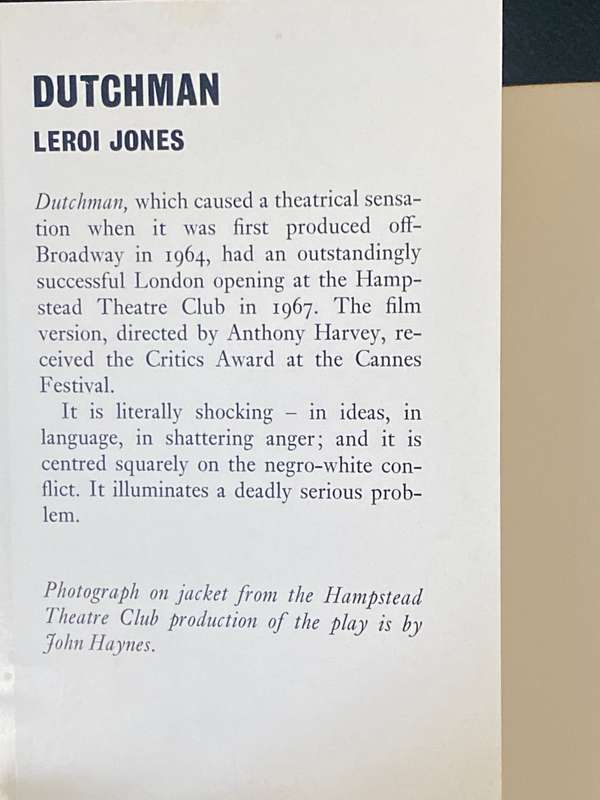 DUTCHMAN
LEROI JONES
Dutchman, which caused a theatrical sensa-
tion when it was first produced off-
Broadway in 1964, had an outstandingly
successful London opening at the Hamp-
stead Theatre Club in 1967. The film
version, directed by Anthony Harvey, re-
ceived the Critics Award at the Cannes
Festival.
It is literally shocking – in ideas, in
language, in shattering anger; and it is
centred squarely on the negro-white con-
flict. It illuminates a deadly serious prob-
lem.
Photograph on jacket from the Hampstead
Theatre Club production of the play is by
John Haynes.